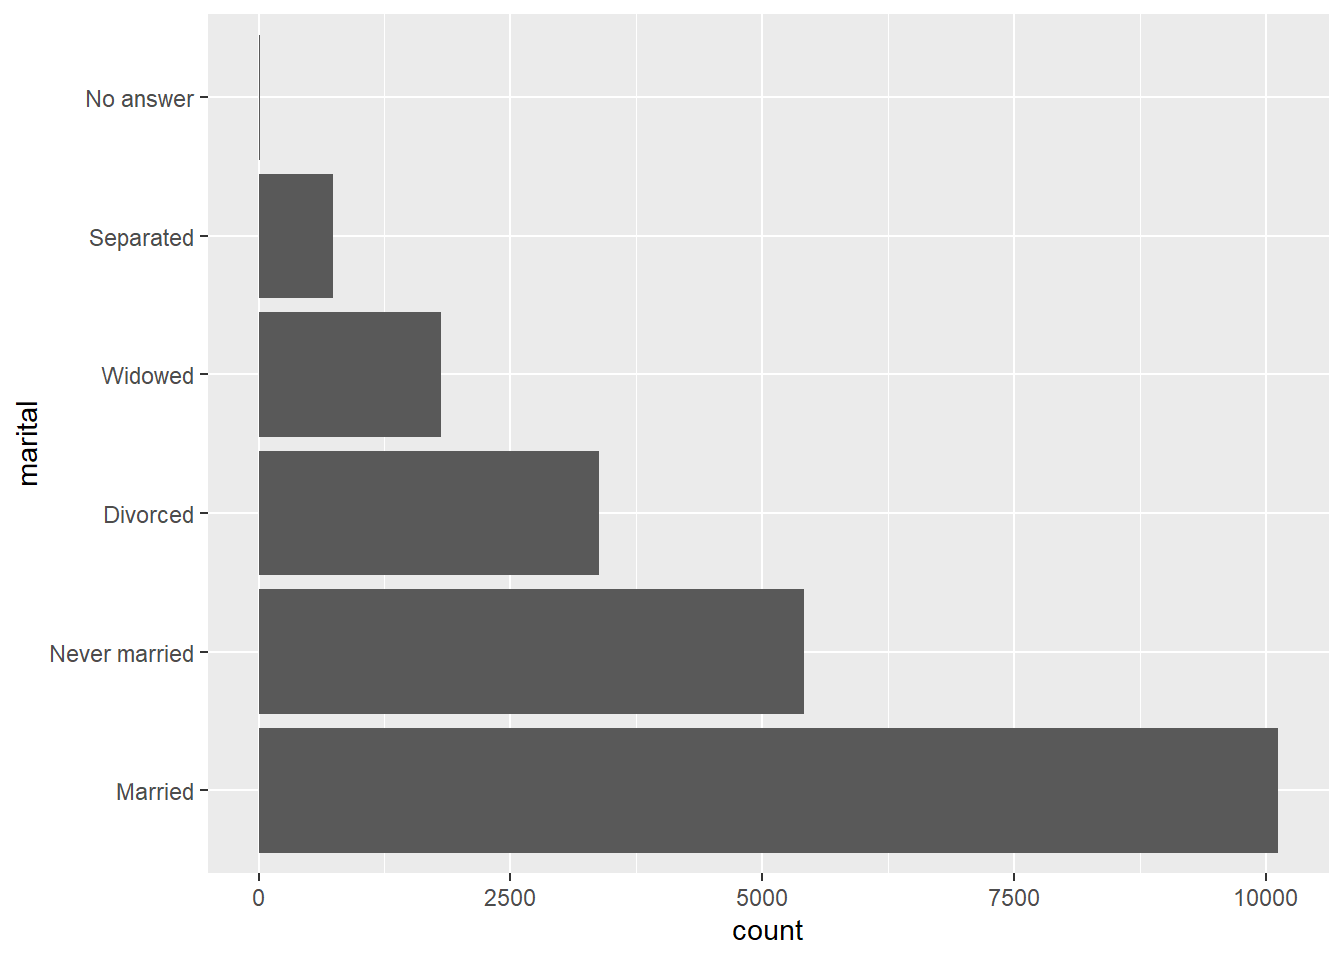 No answer
Separated
Widowed
Divorced
Never married
Married
marital
0 2500 5000 7500 10000
count